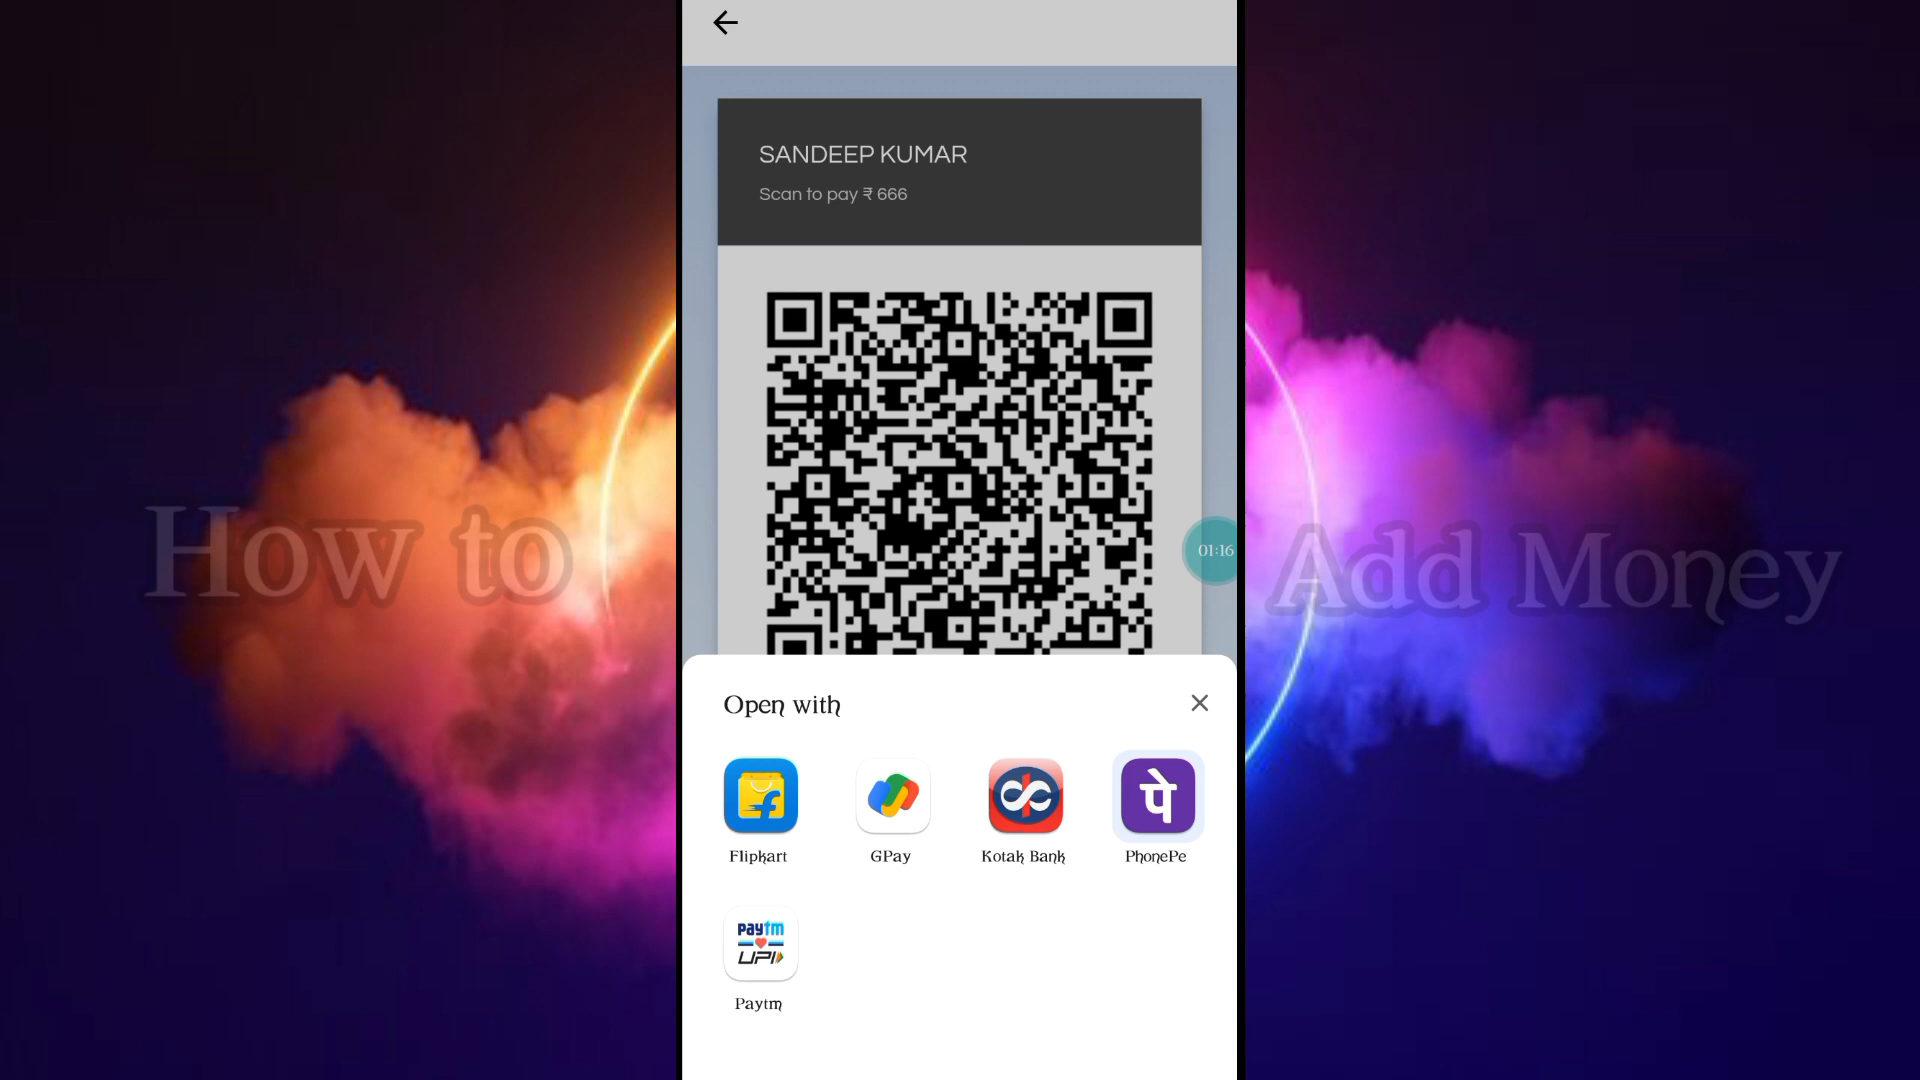 SANDEEP KUMAR
Scan to pay ₹ 666
01:16
How to
Add Money
Open with
Flipkart
GPay
Kotak Bank
पे
PhonePe
paytm
UPI
Paytm